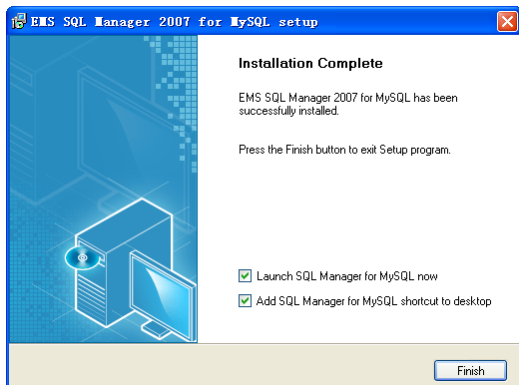 EMS SQL Manager 2007 for MySQL setup
Installation Complete
EMS SQL Manager 2007 for MySQL has been
successfully installed.
Press the Finish button to exit Setup program.
Launch SQL Manager for MySQL now
Add SQL Manager for MySQL shortcut to desktop
Finish